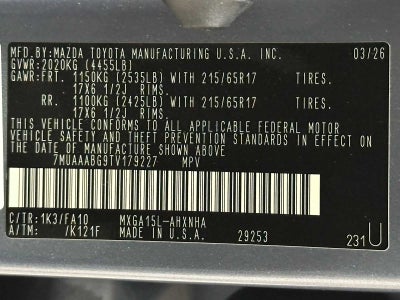 MFD.BY:MAZDA TOYOTA MANUFACTURING U.S.A. INC. 03/26
GVWR:2020KG (4455LB)
GAWR:FRT. 1150KG (2535LB) WITH 215/65R17 TIRES.
17X6 1/2J RIMS.
RR. 1100KG (2425LB) WITH 215/65R17 TIRES.
17X6 1/2J RIMS.
THIS VEHICLE CONFORMS TO ALL APPLICABLE FEDERAL MOTOR
VEHICLE SAFETY AND THEFT PREVENTION STANDARDS IN EFFECT ON
THE DATE OF MANUFACTURE SHOWN ABOVE.
7MUAAABG9TV179227 MPV
C/TR:1K3/FA10 MXGA15L-AHXNHA
A/TM: /K121F MADE IN U.S.A. 29253 231U